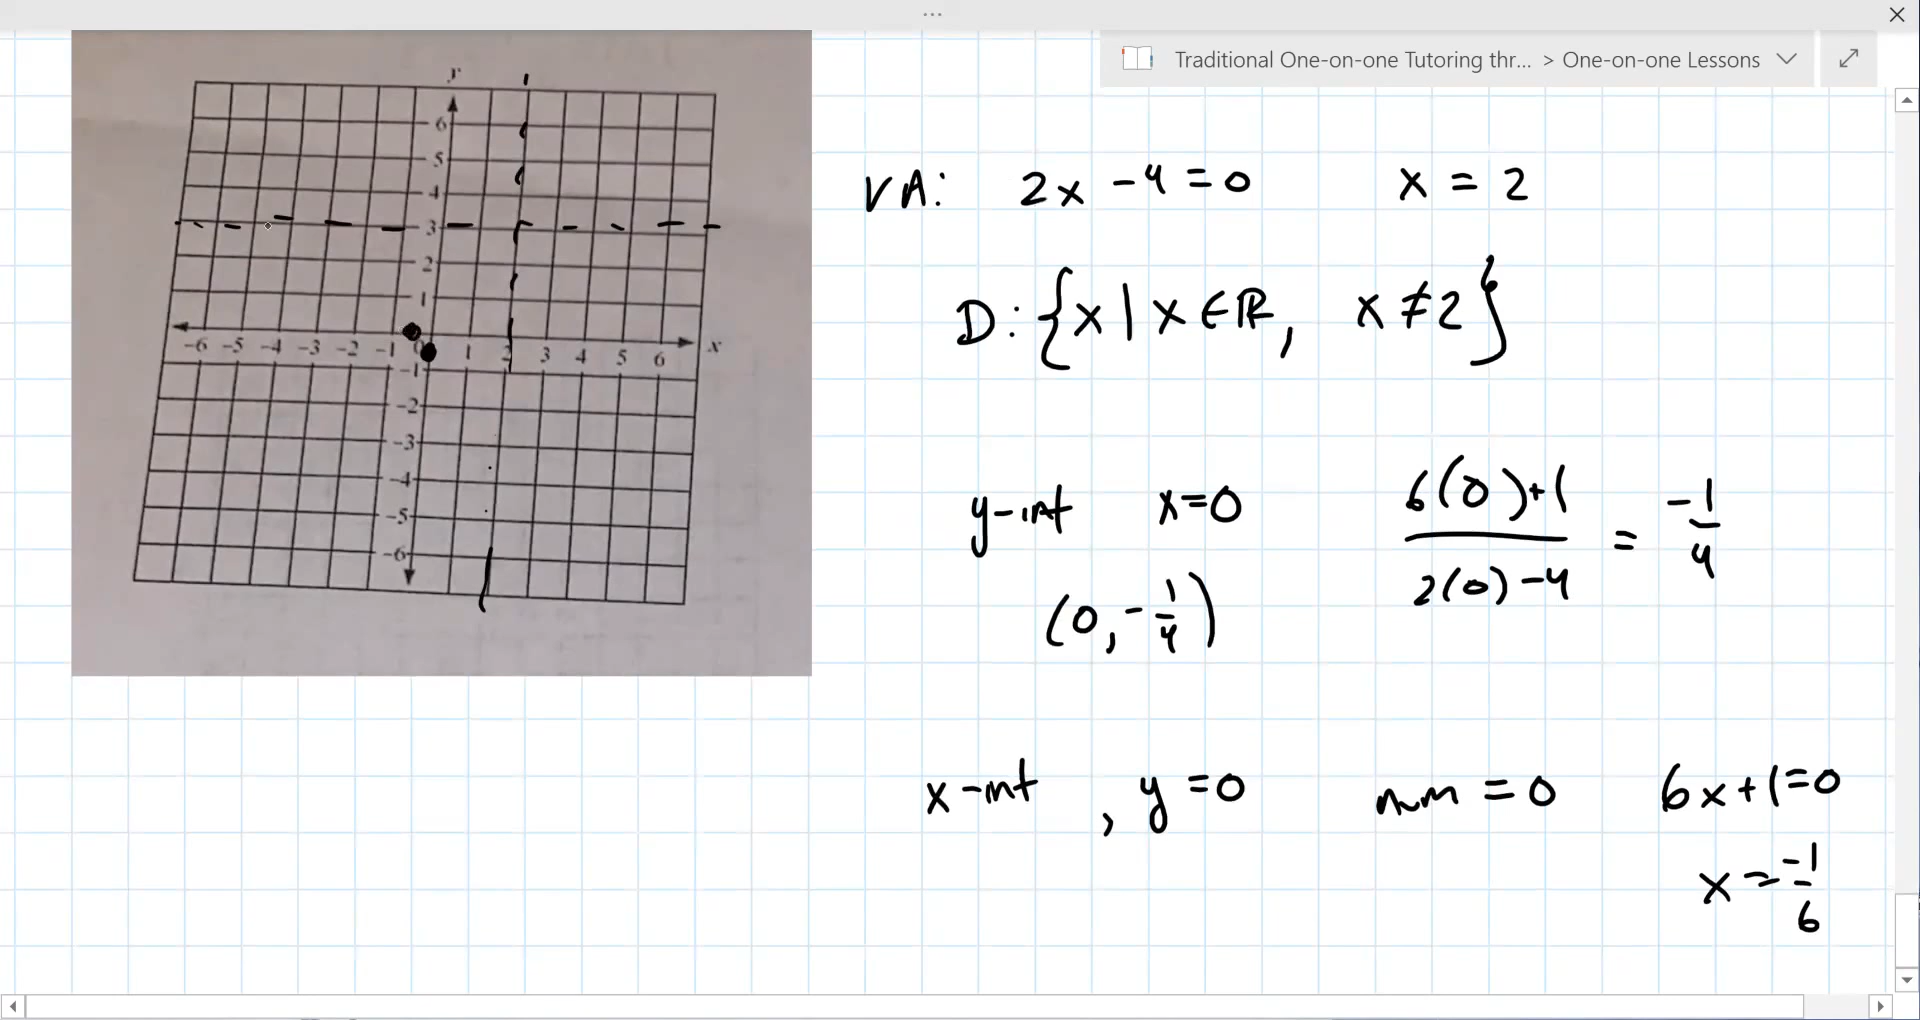 ...
Traditional One-on-one Tutoring thr... > One-on-one Lessons
y
6
5
4
3
2
1
-6 -5 -4 -3 -2 -1 0 1 2 3 4 5 6 x
-1
-2
-3
-4
-5
-6
VA: 2x - 4 = 0 x = 2
D: {x | x ∈ ℝ, x ≠ 2}
y-int x = 0 6(0)+1 / 2(0)-4 = -1/4
(0, -1/4)
x-int, y = 0 num = 0 6x+1=0
x = -1/6